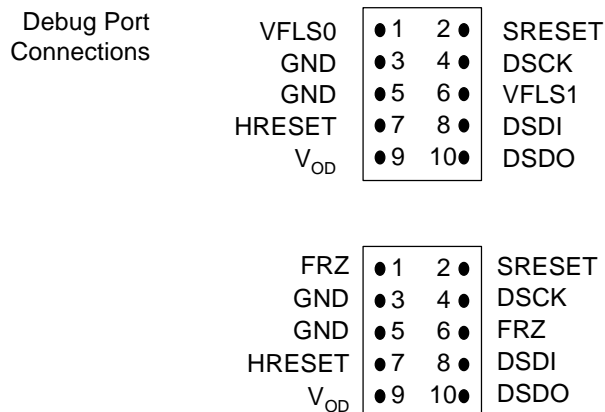 Debug Port
Connections
VFLS0 1 2 SRESET
GND 3 4 DSCK
GND 5 6 VFLS1
HRESET 7 8 DSDI
VOD 9 10 DSDO
FRZ 1 2 SRESET
GND 3 4 DSCK
GND 5 6 FRZ
HRESET 7 8 DSDI
VOD 9 10 DSDO